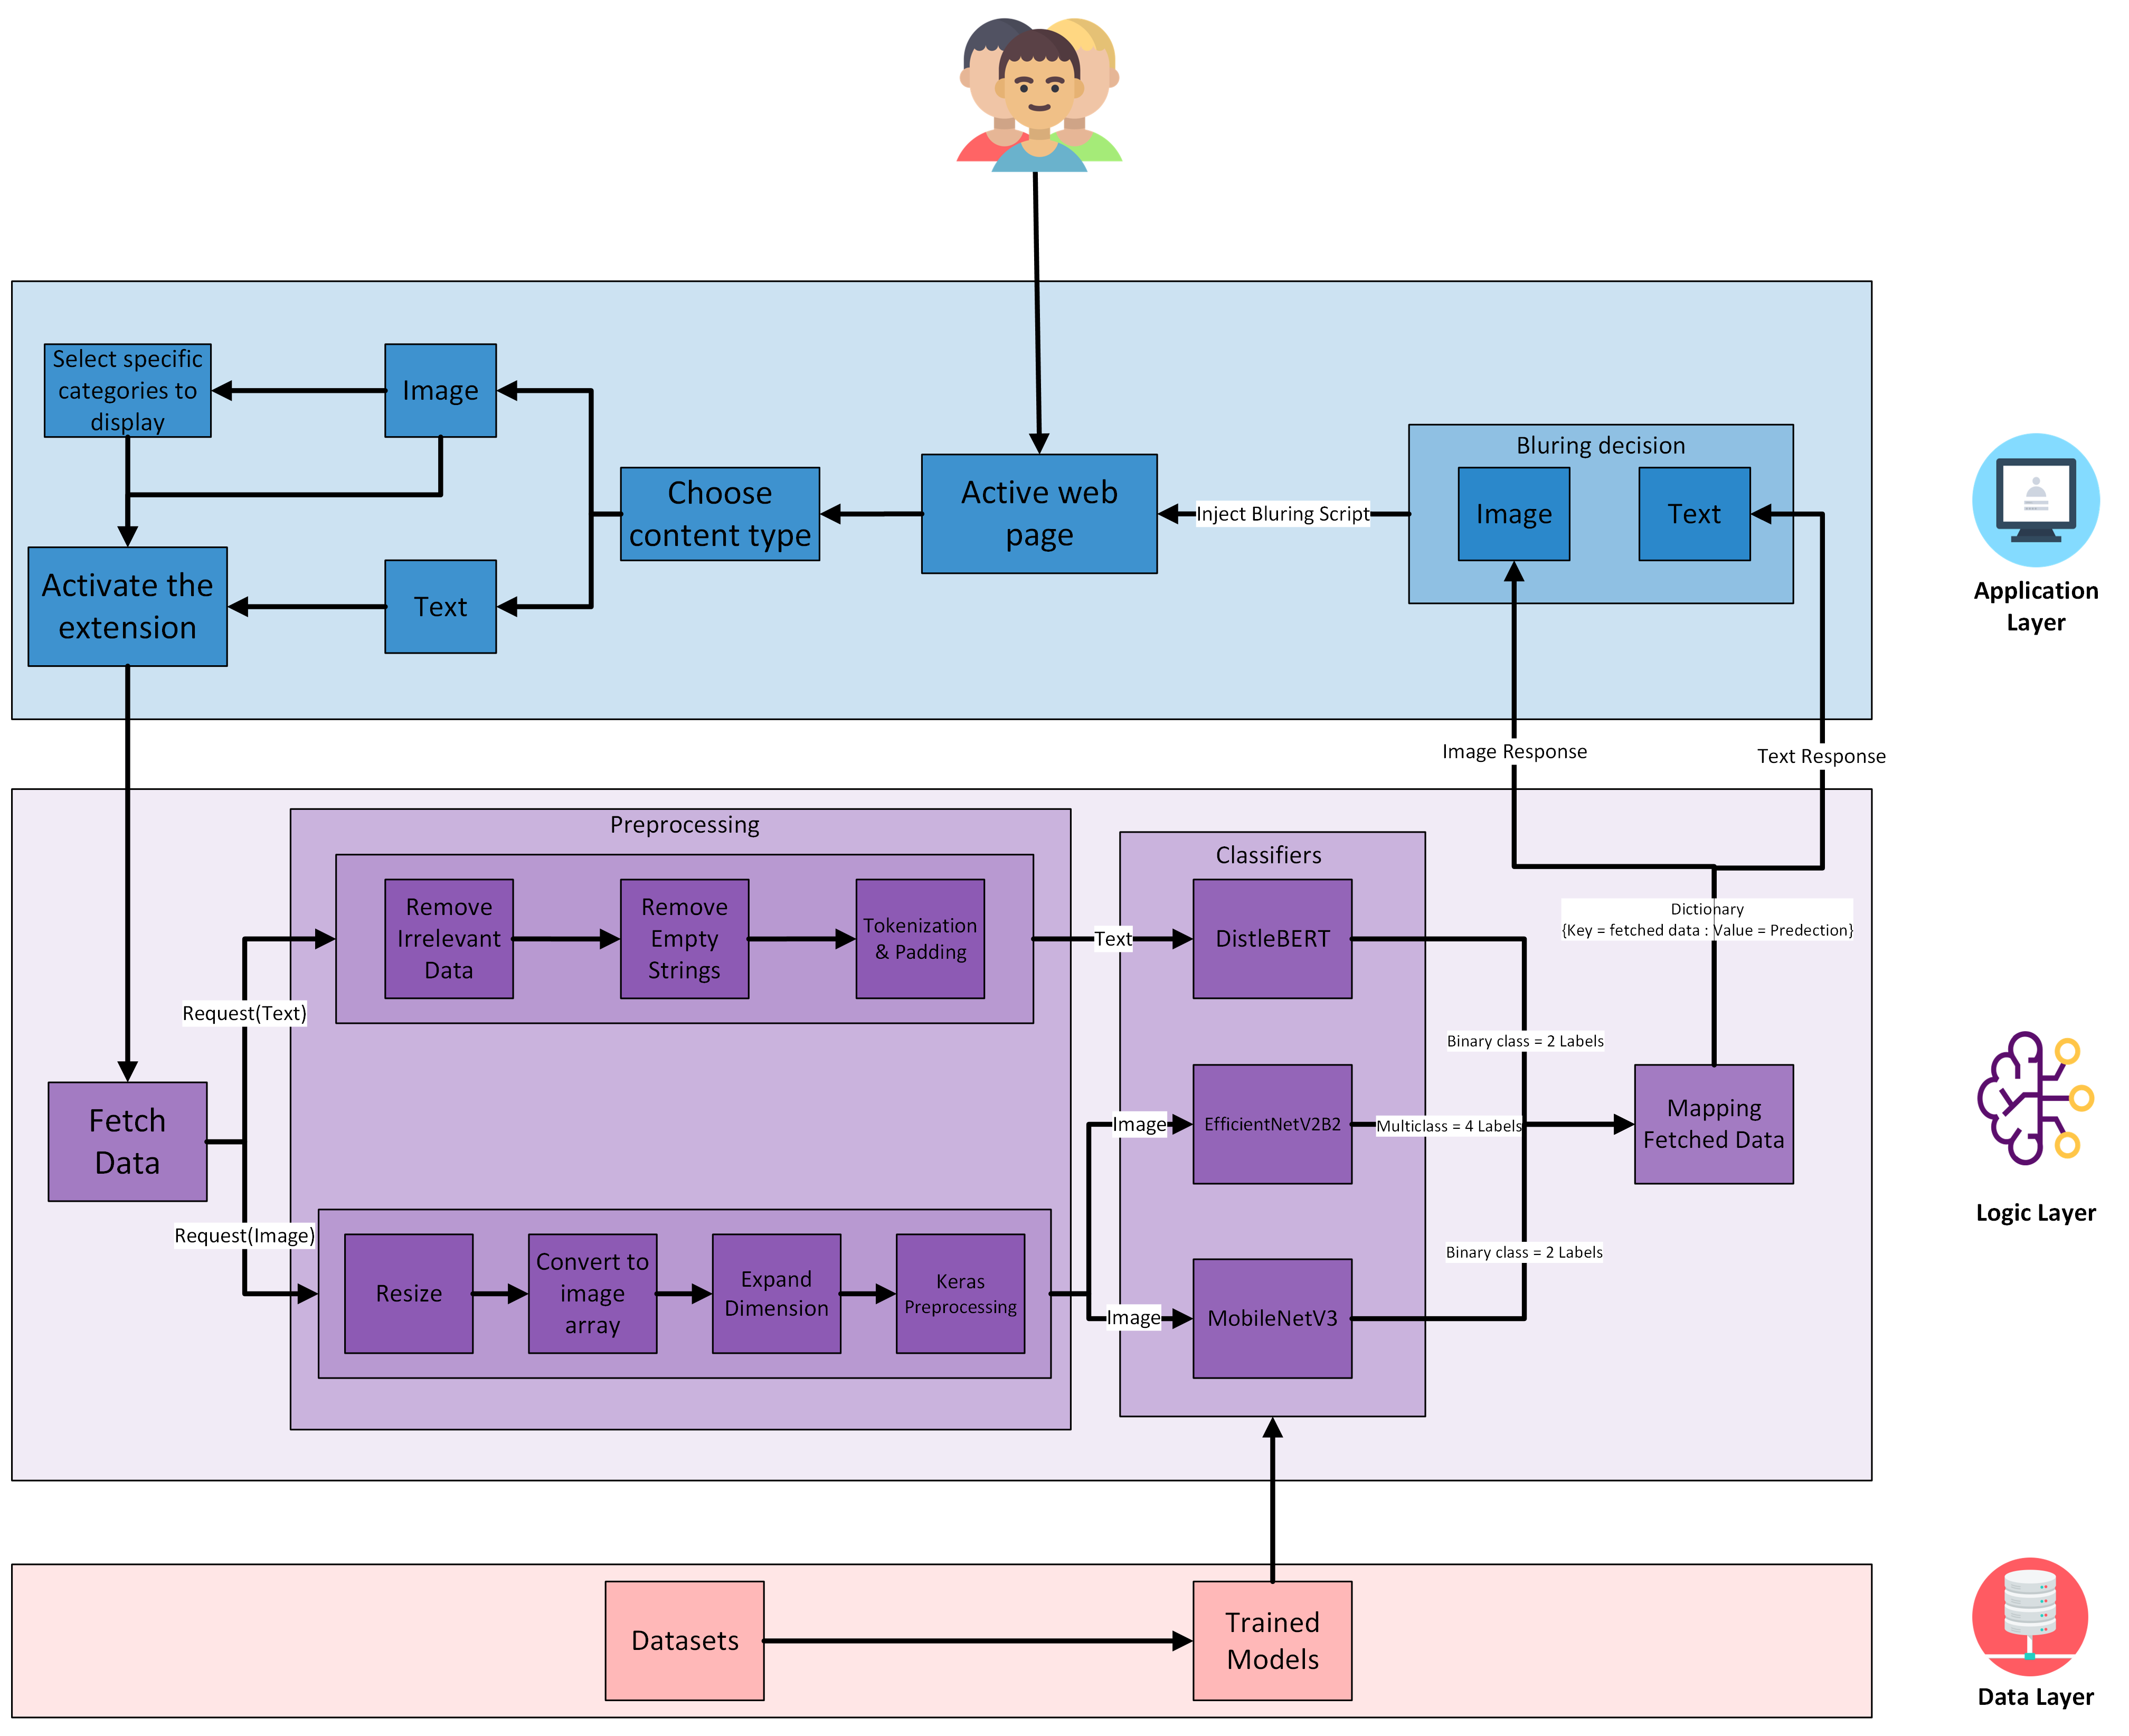 Select specific
categories to
display
Image
Choose
content type
Active web
page
Inject Bluring Script
Bluring decision
Image
Text
Activate the
extension
Text
Application
Layer
Image Response
Text Response
Preprocessing
Remove
Irrelevant
Data
Remove
Empty
Strings
Tokenization
& Padding
Text
Classifiers
DistleBERT
Dictionary
{Key = fetched data : Value = Predection}
Request(Text)
Binary class = 2 Labels
Fetch
Data
Image
EfficientNetV2B2
Multiclass = 4 Labels
Mapping
Fetched Data
Logic Layer
Request(Image)
Resize
Convert to
image
array
Expand
Dimension
Keras
Preprocessing
Image
MobileNetV3
Binary class = 2 Labels
Datasets
Trained
Models
Data Layer